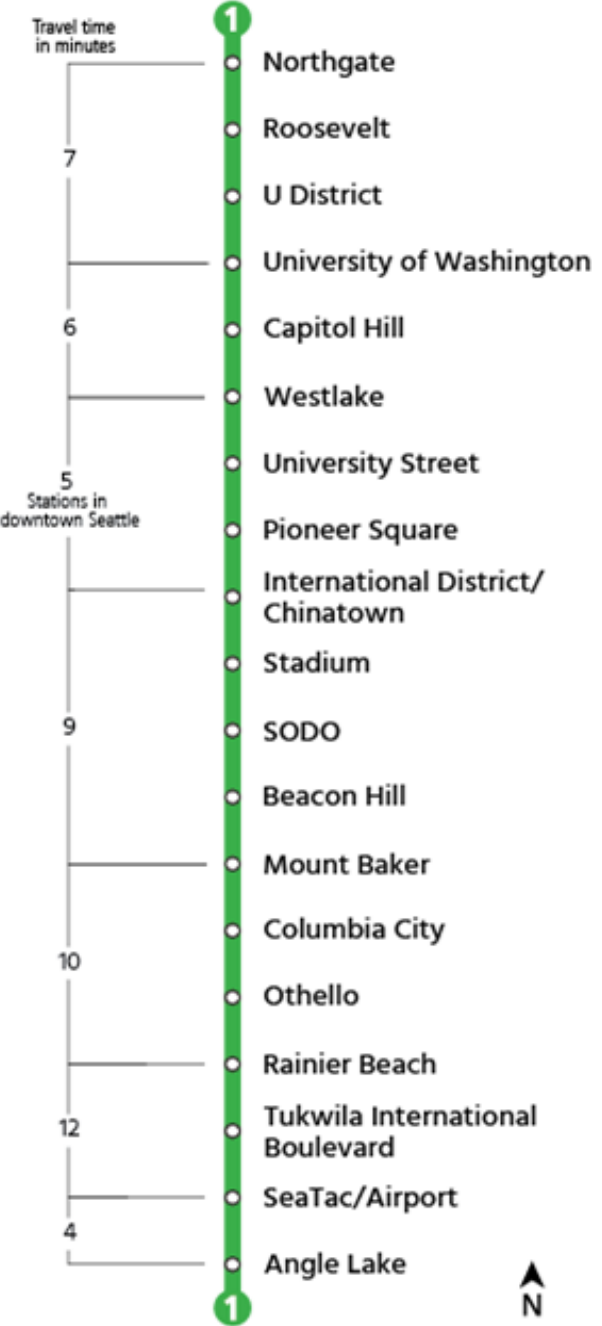 1
Travel time
in minutes
Northgate
Roosevelt
7
U District
University of Washington
6
Capitol Hill
Westlake
University Street
5
Stations in
downtown Seattle
Pioneer Square
International District/
Chinatown
Stadium
9
SODO
Beacon Hill
Mount Baker
Columbia City
10
Othello
Rainier Beach
12
Tukwila International
Boulevard
SeaTac/Airport
4
Angle Lake
1
N